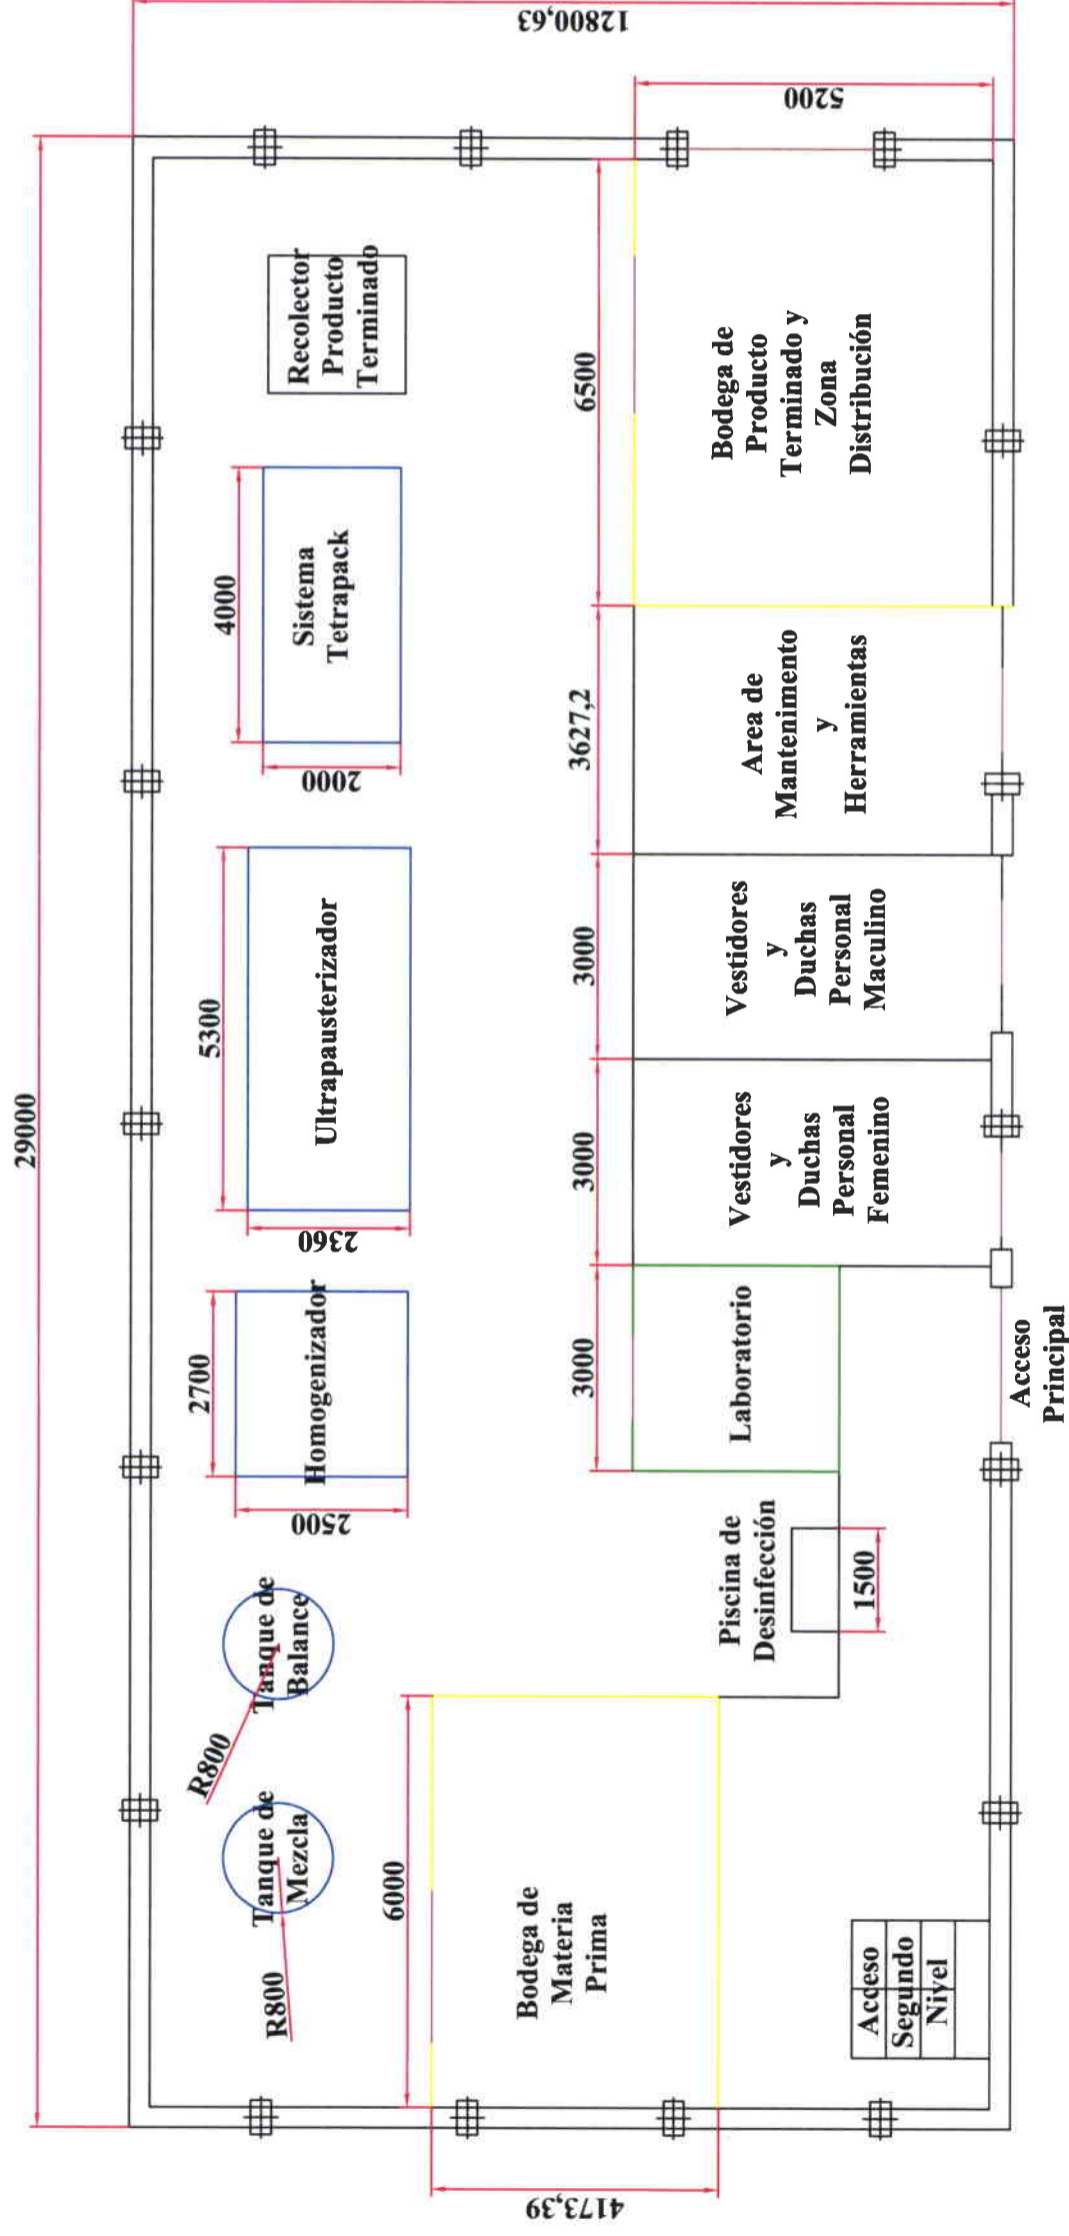 29000
12800,63
5200
R800
R800
Tanque de
Mezcla
Tanque de
Balance
2700
2500
Homogenizador
5300
2360
Ultrapausterizador
4000
2000
Sistema
Tetrapack
Recolector
Producto
Terminado
6000
4173,39
Bodega de
Materia
Prima
3000
3000
3000
3627,2
6500
Piscina de
Desinfección
1500
Laboratorio
Vestidores
y
Duchas
Personal
Femenino
Vestidores
y
Duchas
Personal
Maculino
Area de
Mantenimento
y
Herramientas
Bodega de
Producto
Terminado y
Zona
Distribución
Acceso
Segundo
Nivel
Acceso
Principal